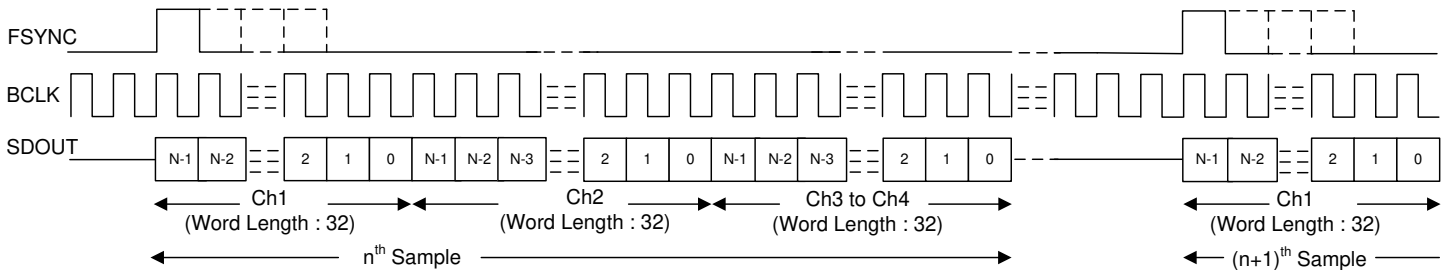 FSYNC
BCLK
SDOUT
N-1 N-2 2 1 0 N-1 N-2 N-3 2 1 0 N-1 N-2 N-3 2 1 0 N-1 N-2 2 1 0
Ch1 Ch2 Ch3 to Ch4 Ch1
(Word Length : 32) (Word Length : 32) (Word Length : 32) (Word Length : 32)
nth Sample (n+1)th Sample